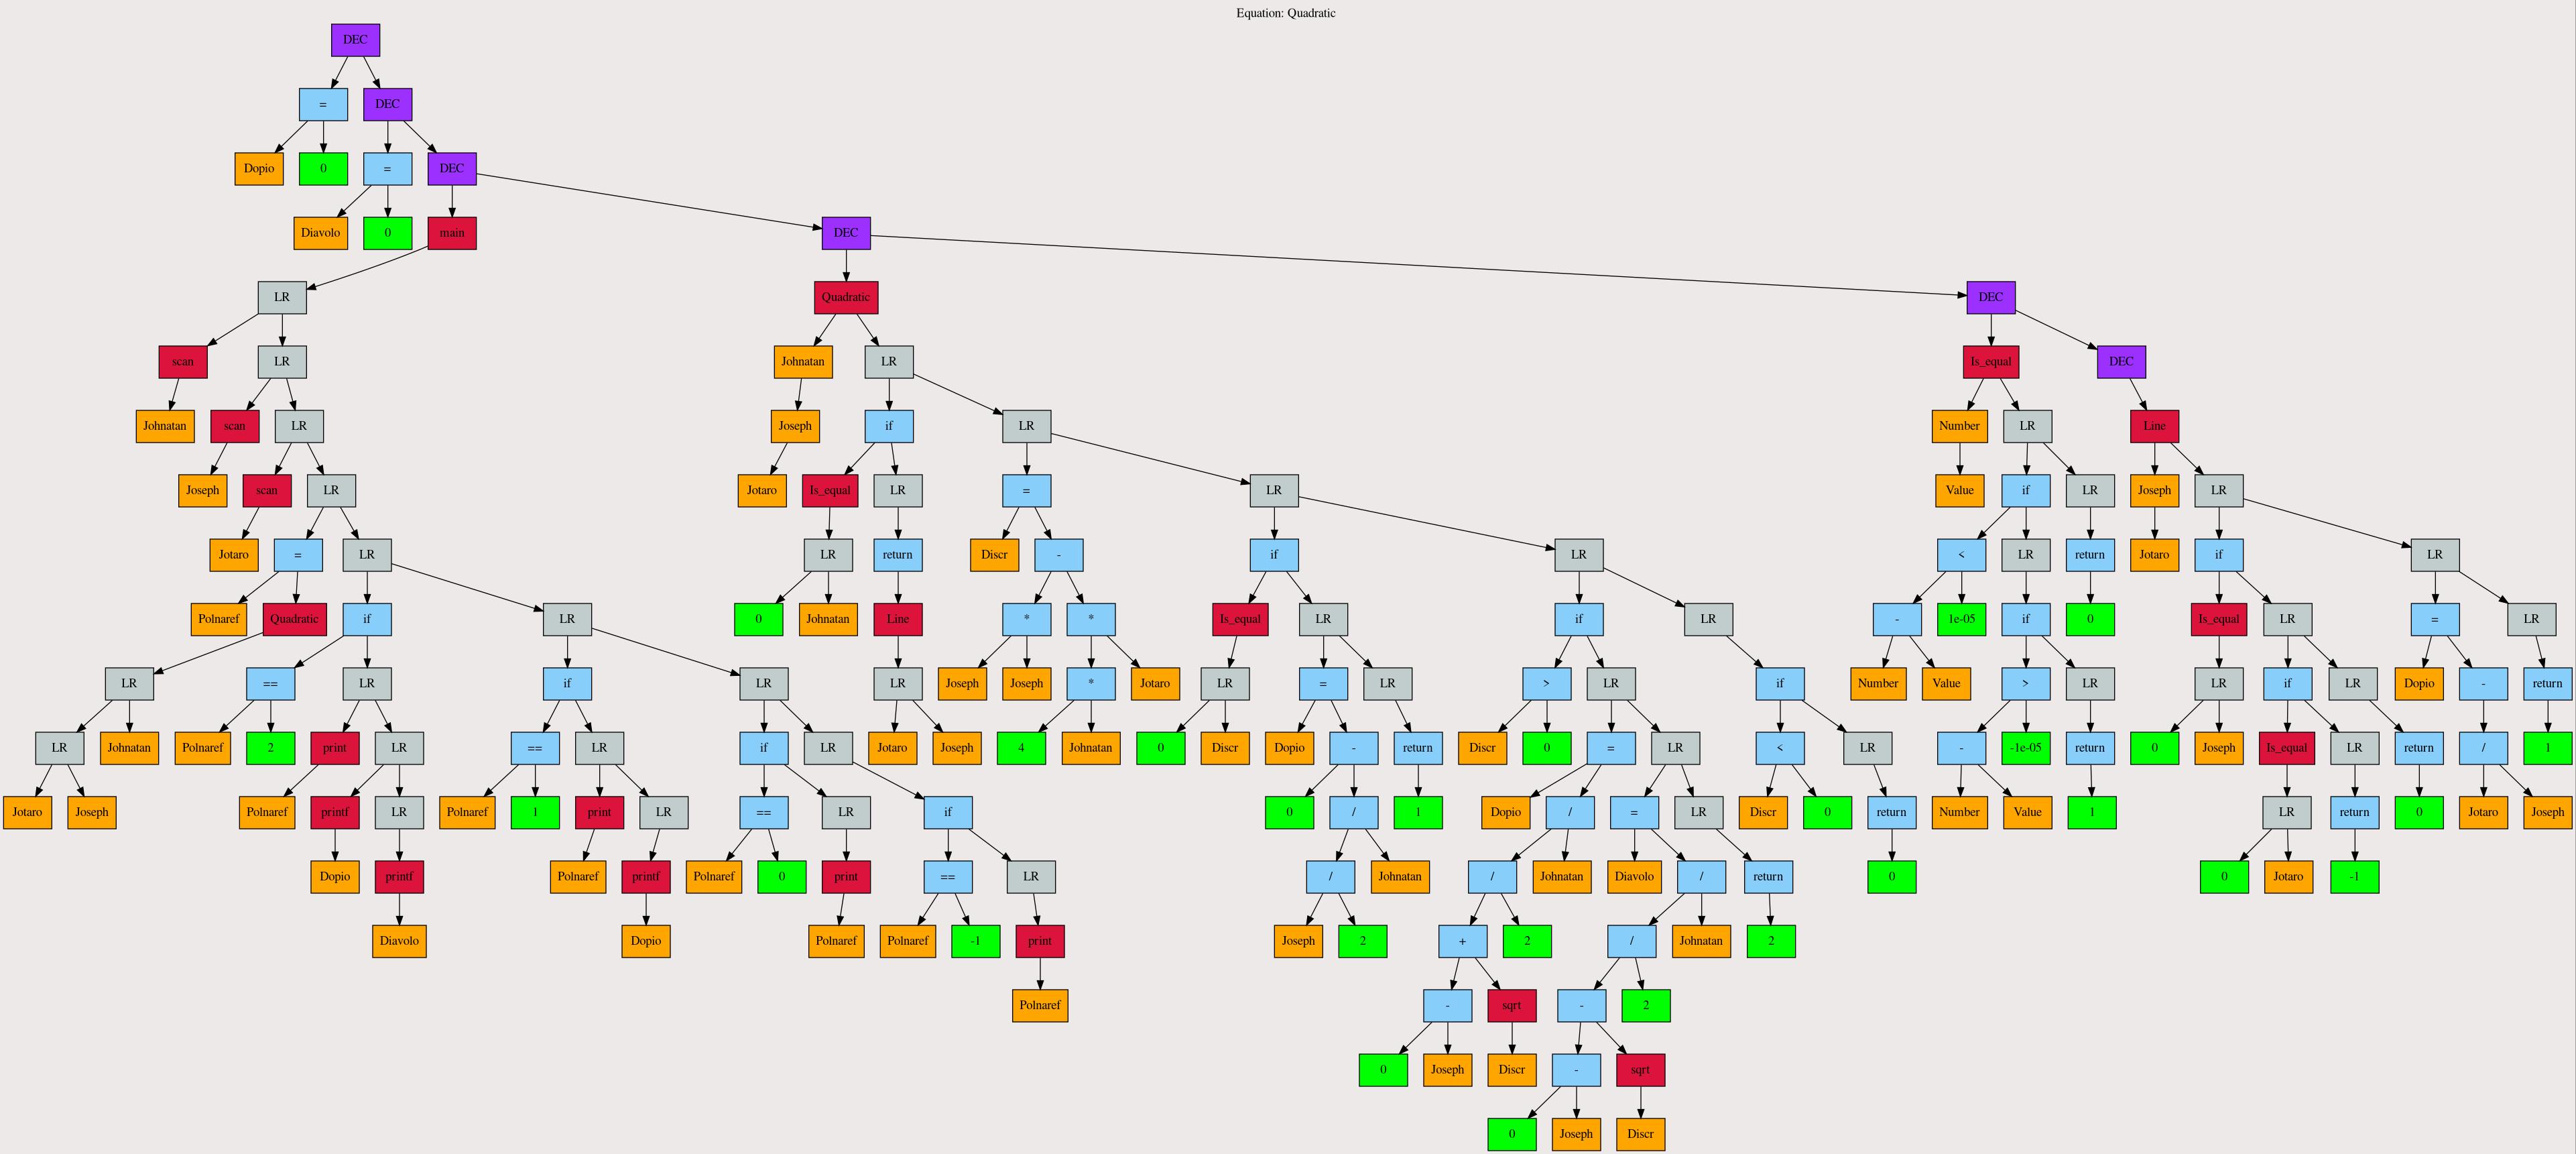 Equation: Quadratic
DEC
= DEC
Dopio 0 = DEC
Diavolo 0 main DEC
LR Quadratic DEC
scan LR Johnatan LR Is_equal DEC
Johnatan scan LR Joseph if LR Number LR Line
Joseph scan LR Jotaro Is_equal LR = LR Value if LR Joseph LR
Jotaro = LR LR return Discr - if LR < LR return Jotaro if LR
Polnaref Quadratic if LR 0 Johnatan Line * * Is_equal LR if LR - 1e-05 if 0 Is_equal LR = LR
LR == LR if LR LR Joseph Joseph * Jotaro LR = LR > LR if Number Value > LR LR if LR Dopio - return
LR Johnatan Polnaref 2 print LR == LR if LR Jotaro Joseph 4 Johnatan 0 Discr Dopio - return Discr 0 = LR < LR - -1e-05 return 0 Joseph Is_equal LR return / 1
Jotaro Joseph Polnaref printf LR Polnaref 1 print LR == LR if 0 / 1 Dopio / = LR Discr 0 return Number Value 1 LR return 0 Jotaro Joseph
Dopio printf Polnaref printf Polnaref 0 print == LR / Johnatan / Johnatan Diavolo / return 0 0 Jotaro -1
Diavolo Dopio Polnaref Polnaref -1 print Joseph 2 + 2 / Johnatan 2
Polnaref - sqrt - 2
0 Joseph Discr - sqrt
0 Joseph Discr